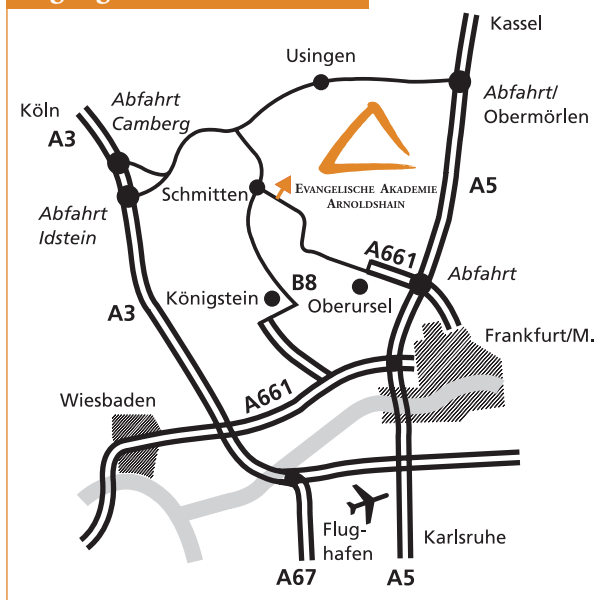 Kassel
Usingen
Abfahrt
Camberg
Köln
A3
Abfahrt/
Obermörlen
Schmitten
EVANGELISCHE AKADEMIE
ARNOLDSHAIN
A5
Abfahrt
Idstein
A661
Abfahrt
B8
Königstein
Oberursel
A3
Frankfurt/M.
A661
Wiesbaden
Flug-
hafen
Karlsruhe
A67
A5